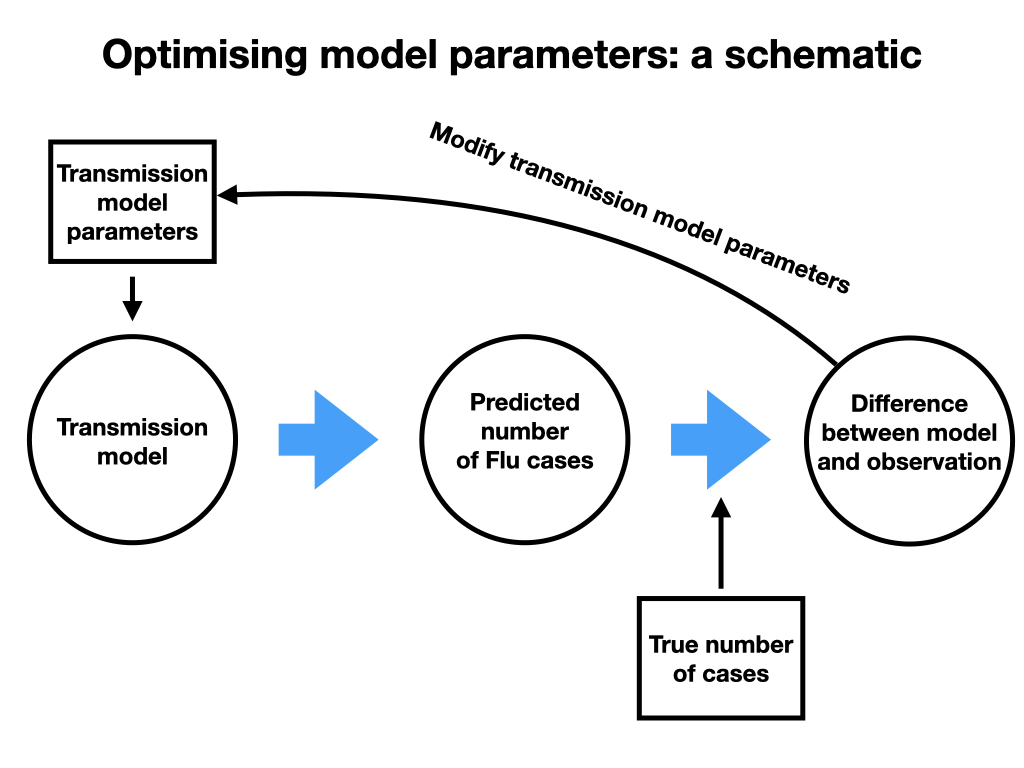 Optimising model parameters: a schematic
Modify transmission model parameters
Transmission
model
parameters
Transmission
model
Predicted
number
of Flu cases
Difference
between model
and observation
True number
of cases